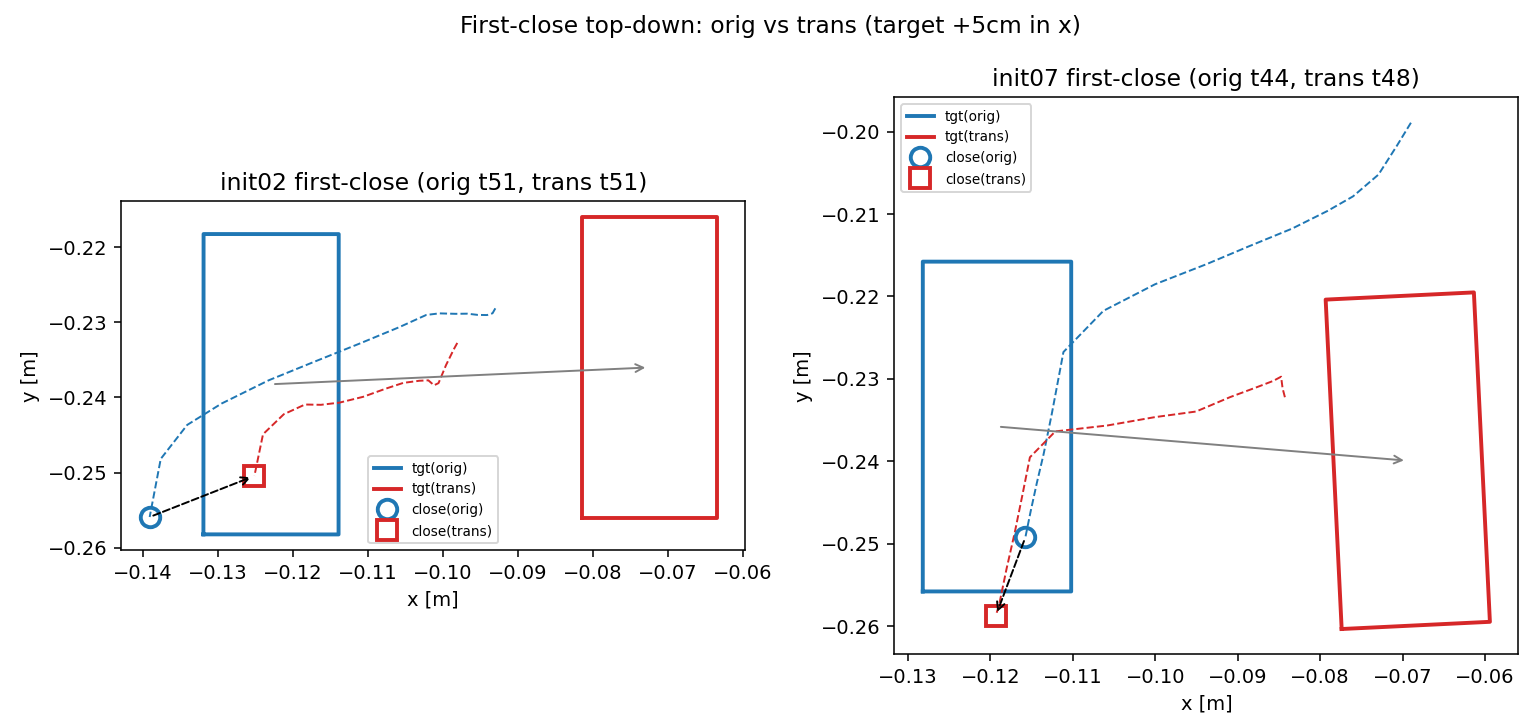 First-close top-down: orig vs trans (target +5cm in x)
init02 first-close (orig t51, trans t51)
−0.22
−0.23
−0.24
−0.25
−0.26
y [m]
tgt(orig)
tgt(trans)
close(orig)
close(trans)
−0.14 −0.13 −0.12 −0.11 −0.10 −0.09 −0.08 −0.07 −0.06
x [m]
init07 first-close (orig t44, trans t48)
tgt(orig)
tgt(trans)
close(orig)
close(trans)
−0.20
−0.21
−0.22
−0.23
−0.24
−0.25
−0.26
y [m]
−0.13 −0.12 −0.11 −0.10 −0.09 −0.08 −0.07 −0.06
x [m]